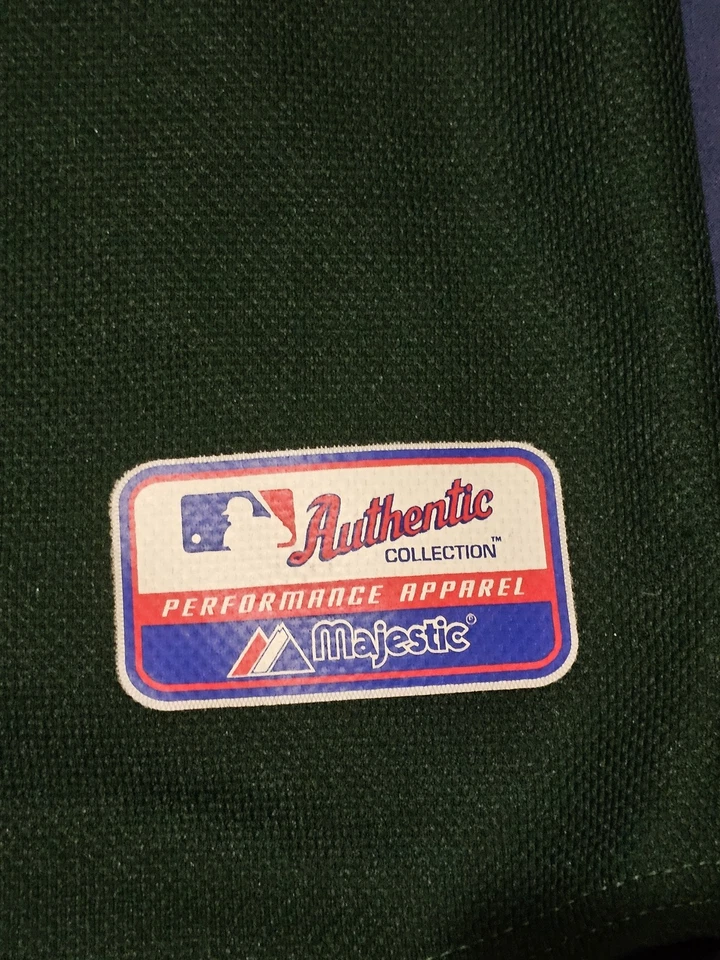 Authentic
COLLECTION™
PERFORMANCE APPAREL
Majestic®